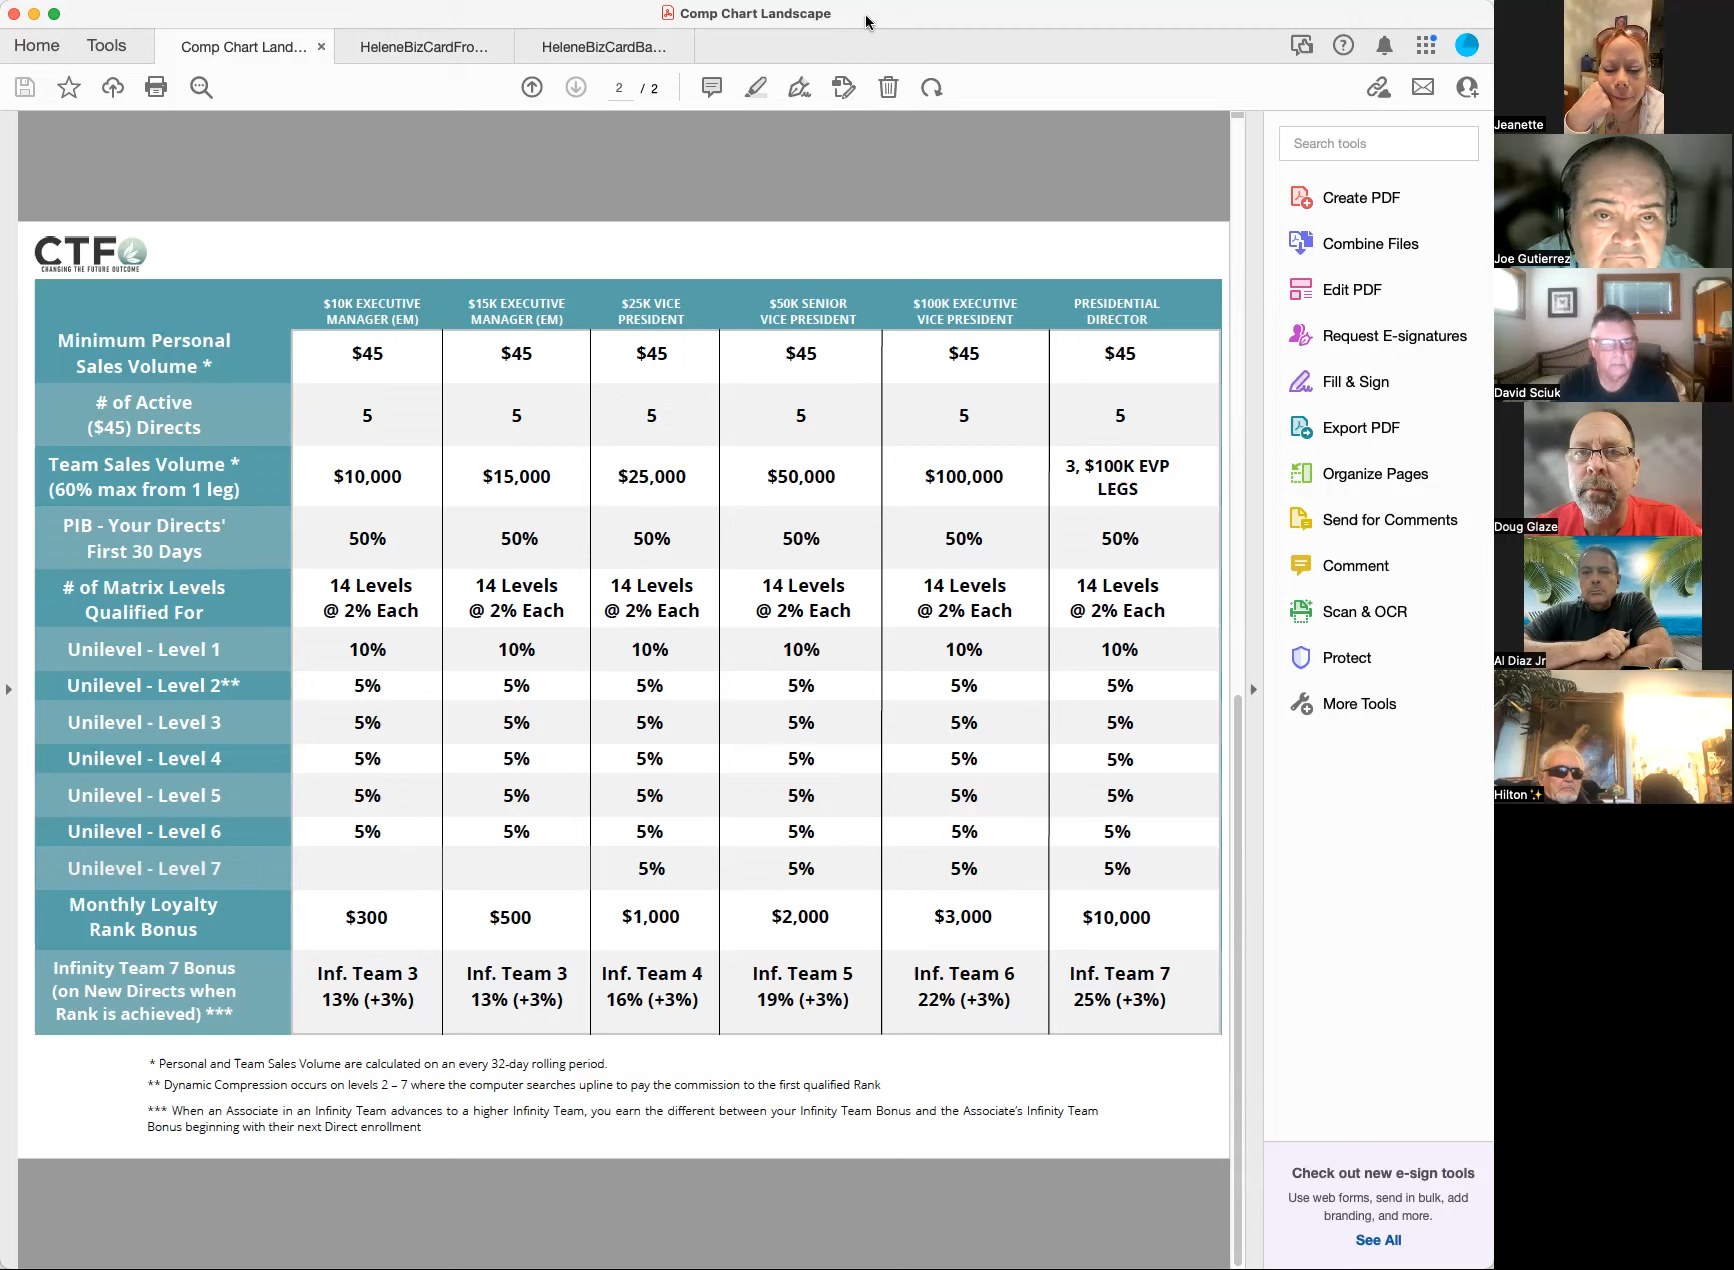 Comp Chart Landscape
Home
Tools
Comp Chart Land... ×
HeleneBizCardFro...
HeleneBizCardBa...
2 / 2
CTFO
CHANGING THE FUTURE OUTCOME
$10K EXECUTIVE MANAGER (EM)
$15K EXECUTIVE MANAGER (EM)
$25K VICE PRESIDENT
$50K SENIOR VICE PRESIDENT
$100K EXECUTIVE VICE PRESIDENT
PRESIDENTIAL DIRECTOR
Minimum Personal Sales Volume * $45 $45 $45 $45 $45 $45
# of Active ($45) Directs 5 5 5 5 5 5
Team Sales Volume * (60% max from 1 leg) $10,000 $15,000 $25,000 $50,000 $100,000 3, $100K EVP LEGS
PIB - Your Directs' First 30 Days 50% 50% 50% 50% 50% 50%
# of Matrix Levels Qualified For 14 Levels @ 2% Each 14 Levels @ 2% Each 14 Levels @ 2% Each 14 Levels @ 2% Each 14 Levels @ 2% Each 14 Levels @ 2% Each
Unilevel - Level 1 10% 10% 10% 10% 10% 10%
Unilevel - Level 2** 5% 5% 5% 5% 5% 5%
Unilevel - Level 3 5% 5% 5% 5% 5% 5%
Unilevel - Level 4 5% 5% 5% 5% 5% 5%
Unilevel - Level 5 5% 5% 5% 5% 5% 5%
Unilevel - Level 6 5% 5% 5% 5% 5% 5%
Unilevel - Level 7 5% 5% 5% 5%
Monthly Loyalty Rank Bonus $300 $500 $1,000 $2,000 $3,000 $10,000
Infinity Team 7 Bonus (on New Directs when Rank is achieved) *** Inf. Team 3 13% (+3%) Inf. Team 3 13% (+3%) Inf. Team 4 16% (+3%) Inf. Team 5 19% (+3%) Inf. Team 6 22% (+3%) Inf. Team 7 25% (+3%)
* Personal and Team Sales Volume are calculated on an every 32-day rolling period.
** Dynamic Compression occurs on levels 2 – 7 where the computer searches upline to pay the commission to the first qualified Rank
*** When an Associate in an Infinity Team advances to a higher Infinity Team, you earn the different between your Infinity Team Bonus and the Associate's Infinity Team
Bonus beginning with their next Direct enrollment
Search tools
Create PDF
Combine Files
Edit PDF
Request E-signatures
Fill & Sign
Export PDF
Organize Pages
Send for Comments
Comment
Scan & OCR
Protect
More Tools
Check out new e-sign tools
Use web forms, send in bulk, add
branding, and more.
See All
Jeanette
Joe Gutierrez
David Sciuk
Doug Glaze
Al Diaz Jr
Hilton✨